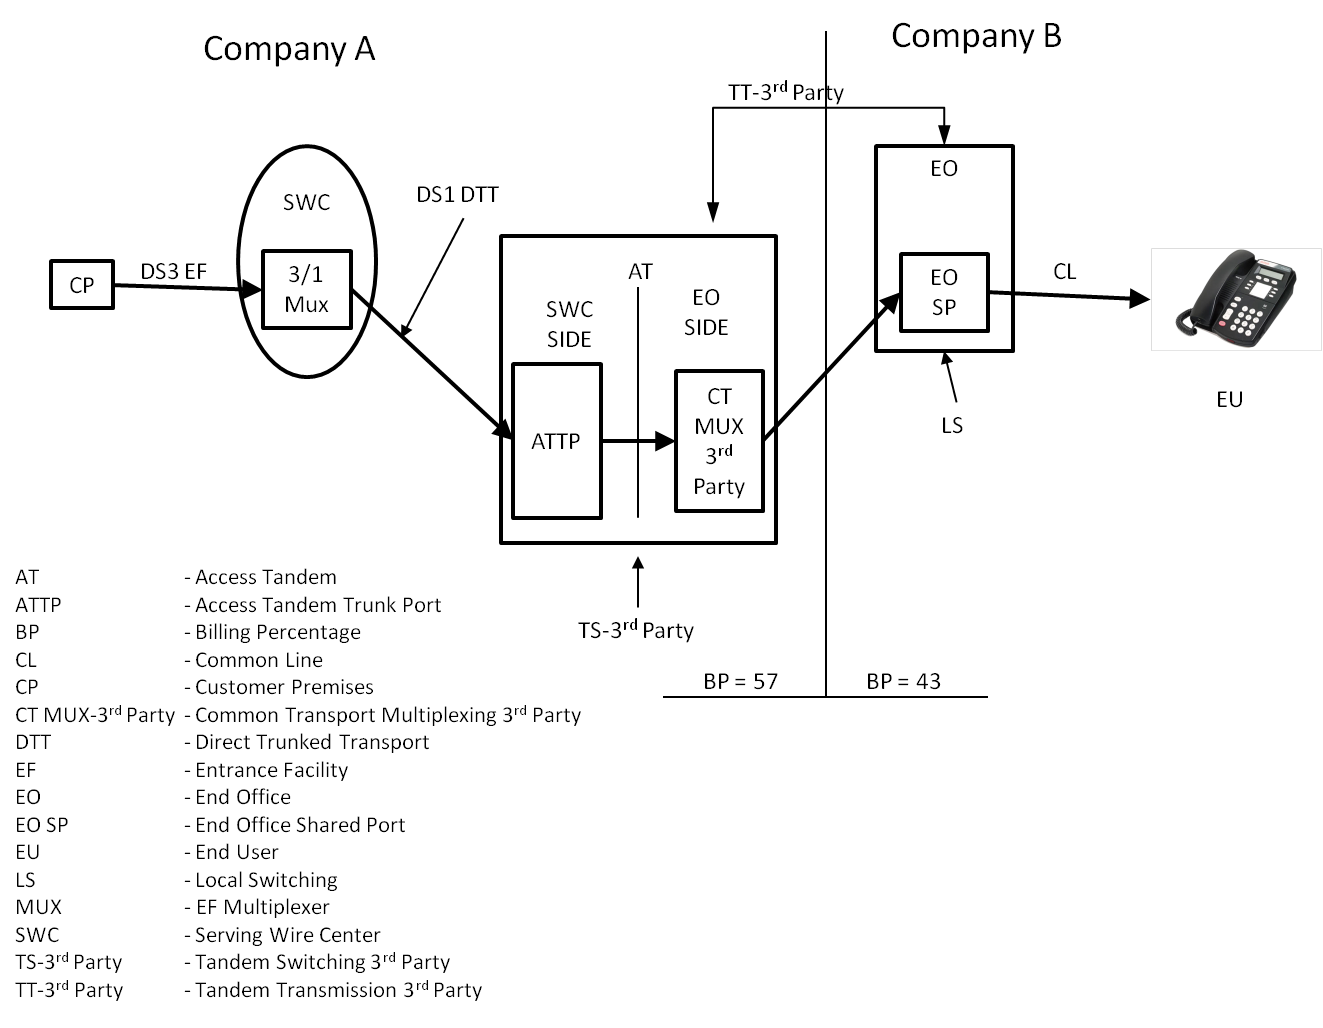 Company A
Company B
TT-3rd Party
EO
SWC
DS1 DTT
CP
DS3 EF
3/1
Mux
AT
SWC
SIDE
EO
SIDE
EO
SP
CL
ATTP
CT
MUX
3rd
Party
LS
EU
TS-3rd Party
BP = 57
BP = 43
AT - Access Tandem
ATTP - Access Tandem Trunk Port
BP - Billing Percentage
CL - Common Line
CP - Customer Premises
CT MUX-3rd Party - Common Transport Multiplexing 3rd Party
DTT - Direct Trunked Transport
EF - Entrance Facility
EO - End Office
EO SP - End Office Shared Port
EU - End User
LS - Local Switching
MUX - EF Multiplexer
SWC - Serving Wire Center
TS-3rd Party - Tandem Switching 3rd Party
TT-3rd Party - Tandem Transmission 3rd Party